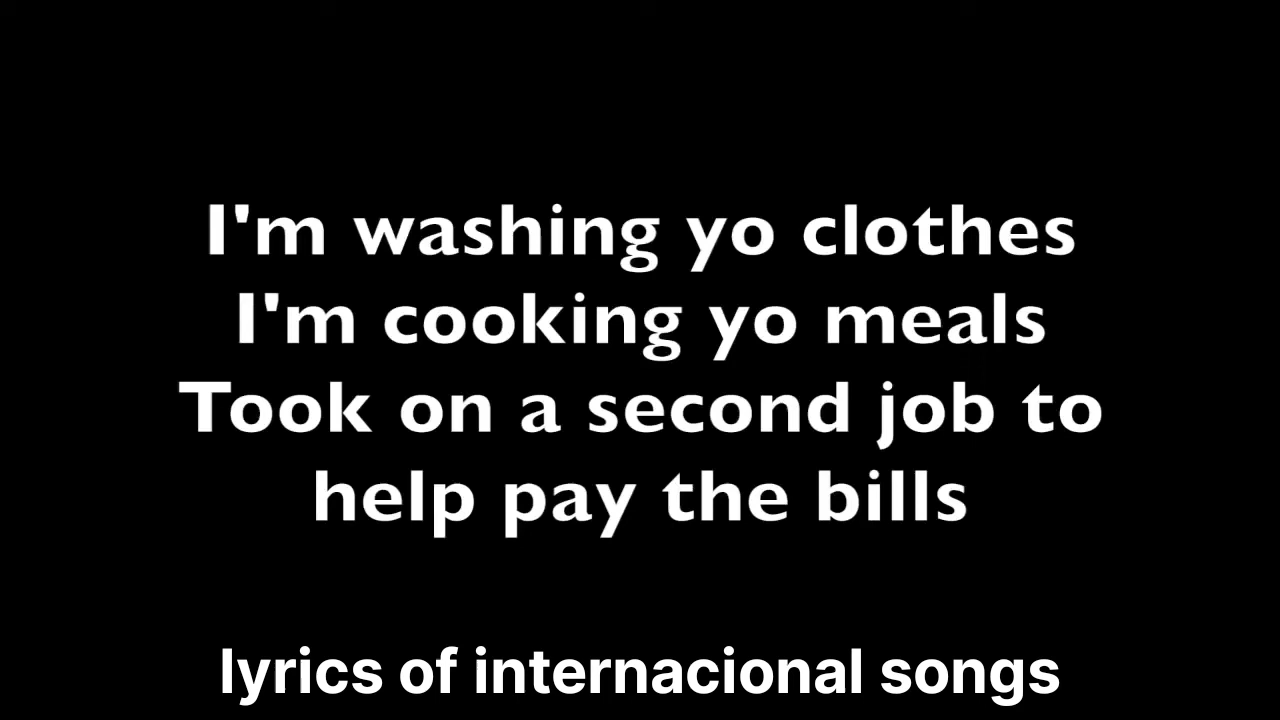 I'm washing yo clothes
I'm cooking yo meals
Took on a second job to
help pay the bills
lyrics of internacional songs